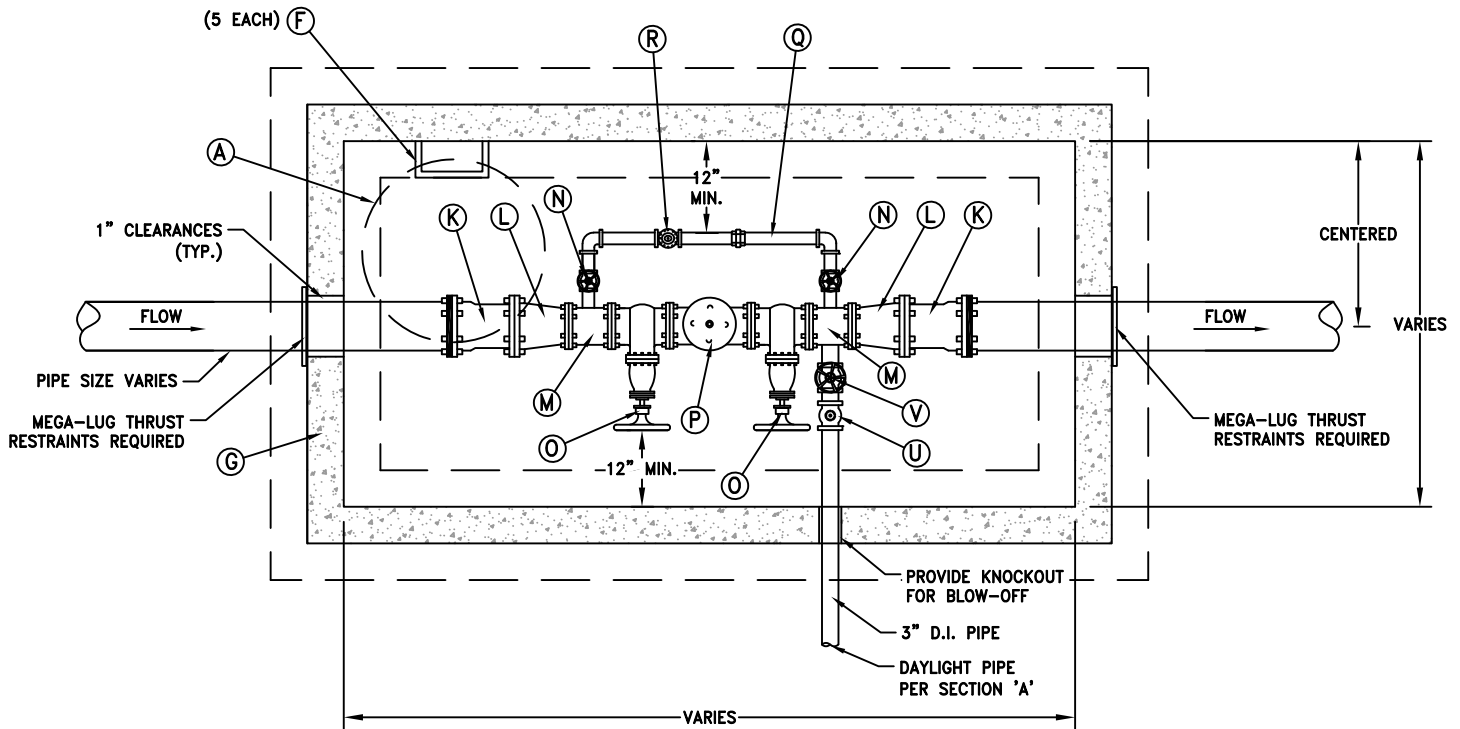 (5 EACH) F
R
Q
A
12"
MIN.
N
N
K
L
L
K
1" CLEARANCES
(TYP.)
CENTERED
FLOW
FLOW
VARIES
PIPE SIZE VARIES
M
M
P
V
MEGA-LUG THRUST
RESTRAINTS REQUIRED
MEGA-LUG THRUST
RESTRAINTS REQUIRED
G
O
U
12" MIN.
O
PROVIDE KNOCKOUT
FOR BLOW-OFF
3" D.I. PIPE
DAYLIGHT PIPE
PER SECTION 'A'
VARIES